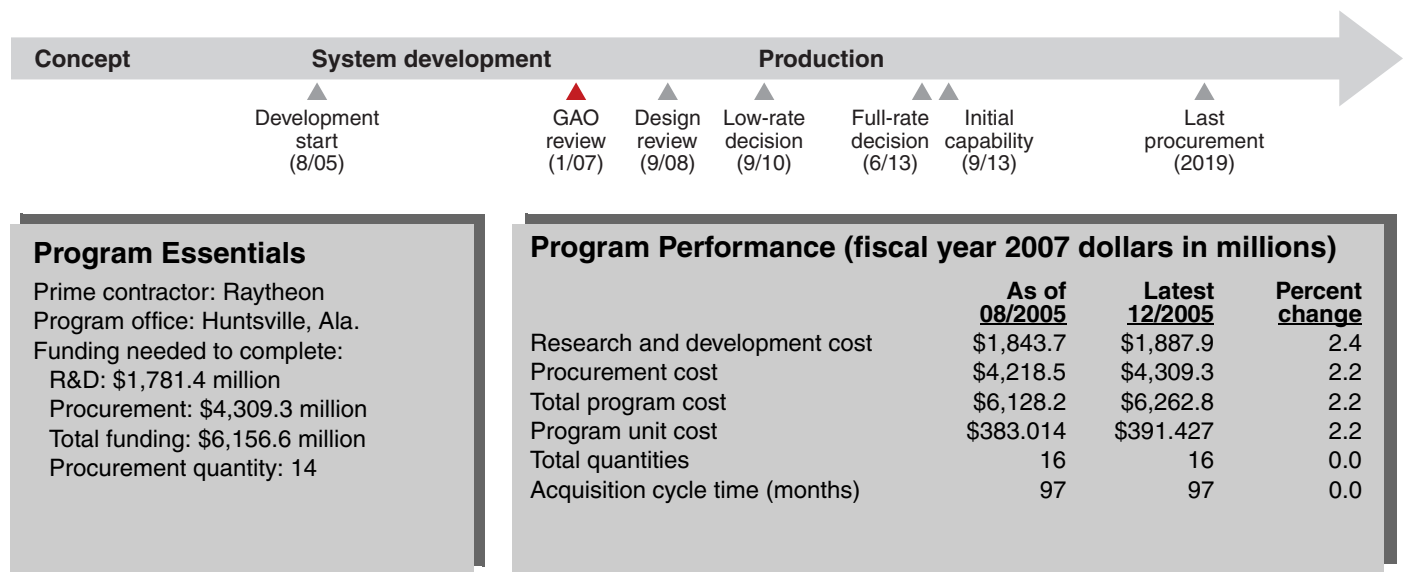 Concept System development Production
Development start (8/05)
GAO review (1/07)
Design review (9/08)
Low-rate decision (9/10)
Full-rate decision (6/13)
Initial capability (9/13)
Last procurement (2019)
Program Essentials
Prime contractor: Raytheon
Program office: Huntsville, Ala.
Funding needed to complete:
R&D: $1,781.4 million
Procurement: $4,309.3 million
Total funding: $6,156.6 million
Procurement quantity: 14
Program Performance (fiscal year 2007 dollars in millions)
As of 08/2005 Latest 12/2005 Percent change
Research and development cost $1,843.7 $1,887.9 2.4
Procurement cost $4,218.5 $4,309.3 2.2
Total program cost $6,128.2 $6,262.8 2.2
Program unit cost $383.014 $391.427 2.2
Total quantities 16 16 0.0
Acquisition cycle time (months) 97 97 0.0